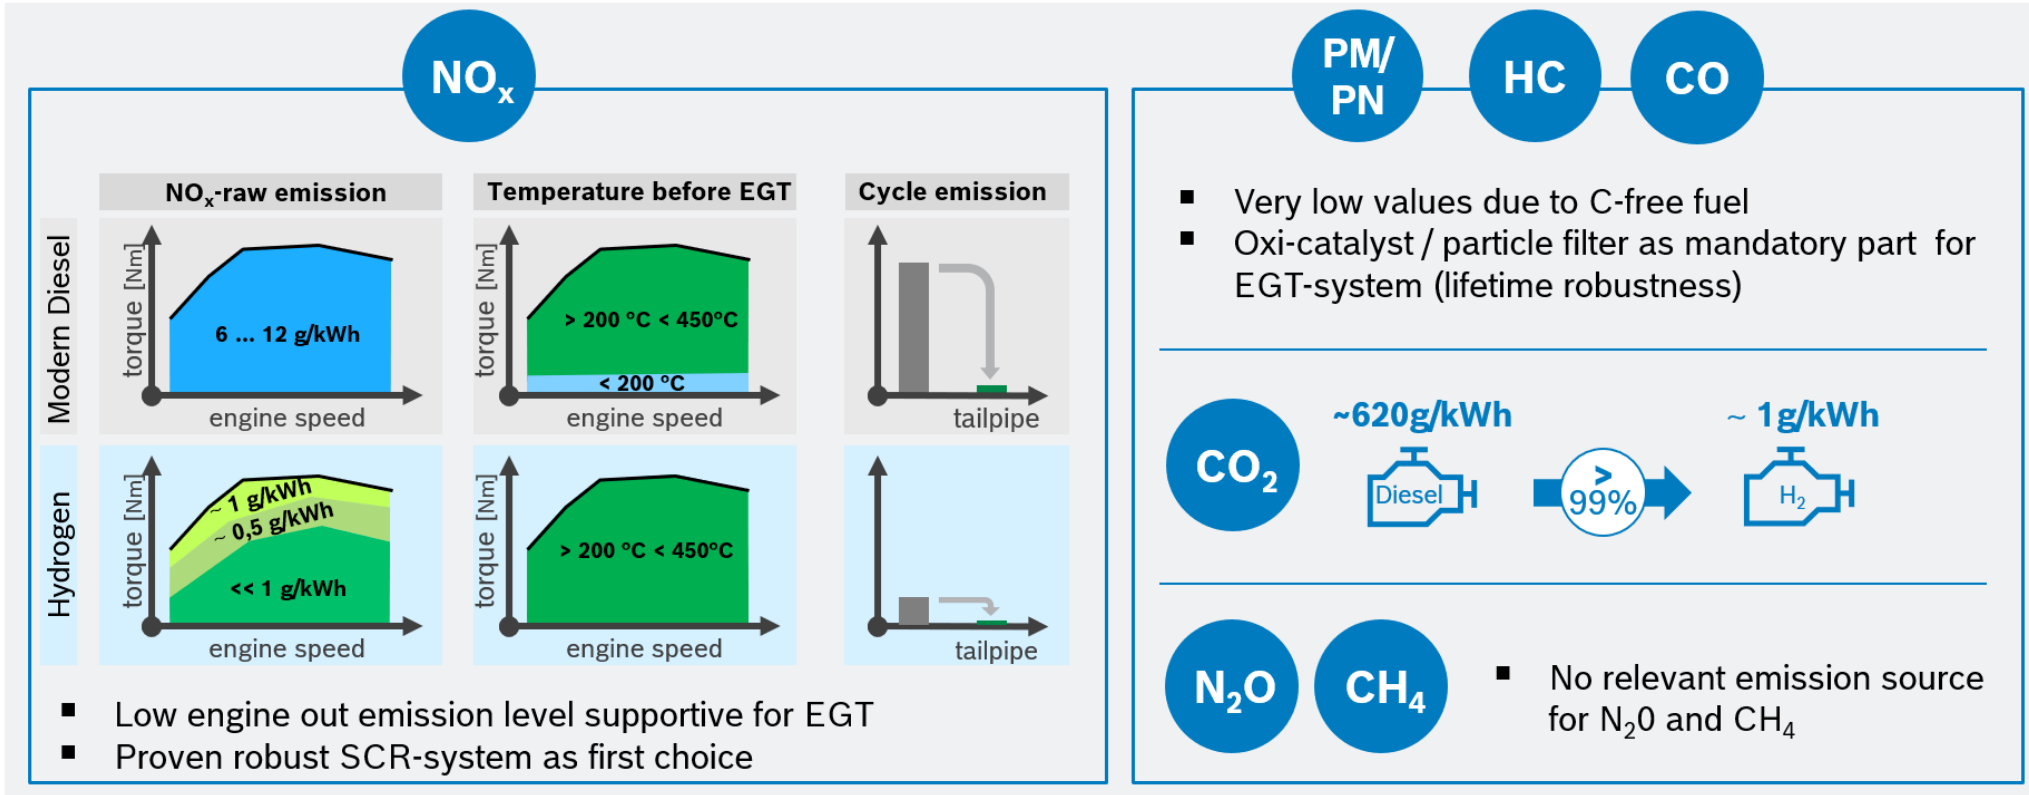 NOx
NOx-raw emission
Temperature before EGT
Cycle emission
Modern Diesel
torque [Nm]
6 ... 12 g/kWh
engine speed
torque [Nm]
> 200 °C < 450°C
< 200 °C
engine speed
tailpipe
Hydrogen
torque [Nm]
~ 1 g/kWh
~ 0,5 g/kWh
<< 1 g/kWh
engine speed
torque [Nm]
> 200 °C < 450°C
engine speed
tailpipe
▪ Low engine out emission level supportive for EGT
▪ Proven robust SCR-system as first choice
PM/
PN
HC
CO
▪ Very low values due to C-free fuel
▪ Oxi-catalyst / particle filter as mandatory part for
EGT-system (lifetime robustness)
CO₂
~620g/kWh
Diesel
>
99%
~ 1g/kWh
H₂
N₂O
CH₄
▪ No relevant emission source
for N₂0 and CH₄